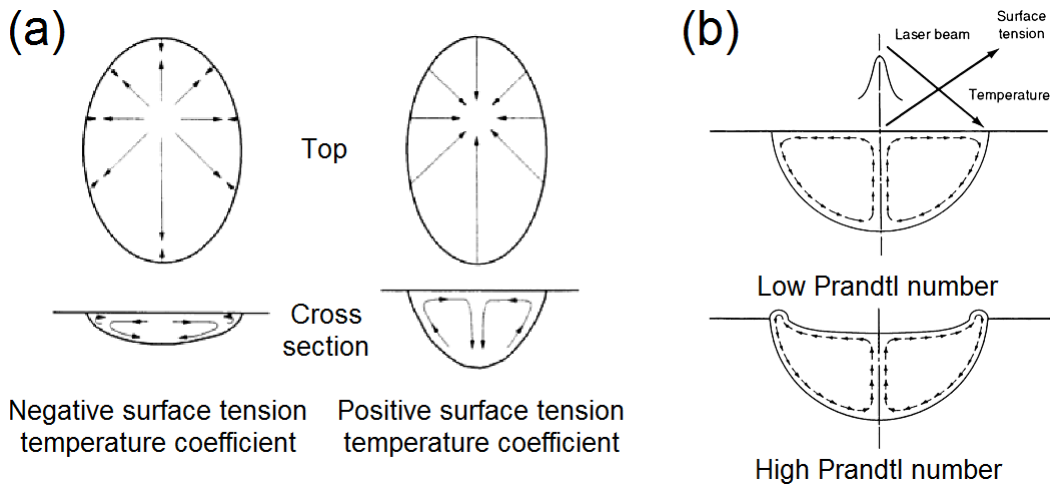 (a)
Top
Cross
section
Negative surface tension
temperature coefficient
Positive surface tension
temperature coefficient
(b)
Laser beam
Surface
tension
Temperature
Low Prandtl number
High Prandtl number